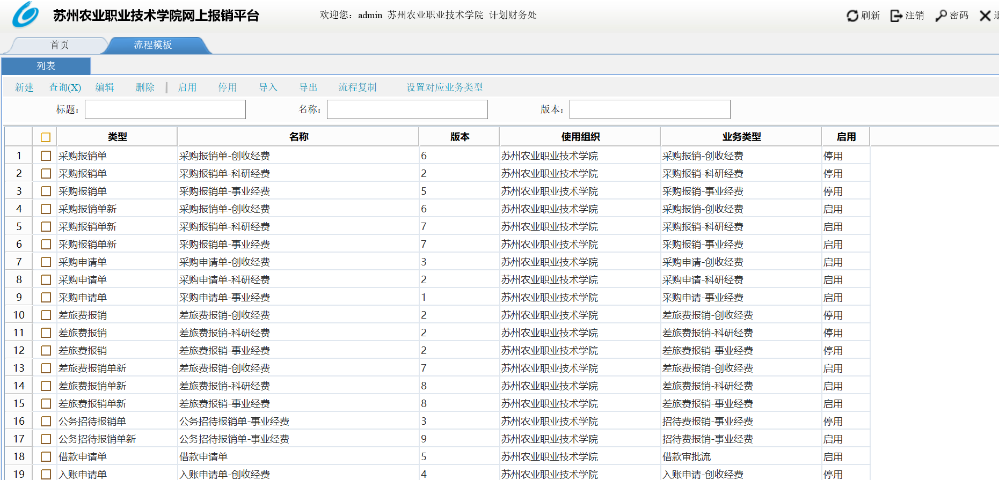 苏州农业职业技术学院网上报销平台 欢迎您：admin 苏州农业职业技术学院 计划财务处 刷新 注销 密码
首页 流程模板
列表
新建 查询(X) 编辑 删除 | 启用 停用 导入 导出 流程复制 设置对应业务类型
标题： 名称： 版本：
类型 名称 版本 使用组织 业务类型 启用
1 采购报销单 采购报销单-创收经费 6 苏州农业职业技术学院 采购报销-创收经费 停用
2 采购报销单 采购报销单-科研经费 2 苏州农业职业技术学院 采购报销-科研经费 停用
3 采购报销单 采购报销单-事业经费 5 苏州农业职业技术学院 采购报销-事业经费 停用
4 采购报销单新 采购报销单-创收经费 6 苏州农业职业技术学院 采购报销-创收经费 启用
5 采购报销单新 采购报销单-科研经费 7 苏州农业职业技术学院 采购报销-科研经费 启用
6 采购报销单新 采购报销单-事业经费 7 苏州农业职业技术学院 采购报销-事业经费 启用
7 采购申请单 采购申请单-创收经费 3 苏州农业职业技术学院 采购申请-创收经费 启用
8 采购申请单 采购申请单-科研经费 2 苏州农业职业技术学院 采购申请-科研经费 启用
9 采购申请单 采购申请单-事业经费 1 苏州农业职业技术学院 采购申请-事业经费 启用
10 差旅费报销 差旅费报销-创收经费 2 苏州农业职业技术学院 差旅费报销-创收经费 停用
11 差旅费报销 差旅费报销-科研经费 2 苏州农业职业技术学院 差旅费报销-科研经费 停用
12 差旅费报销 差旅费报销-事业经费 2 苏州农业职业技术学院 差旅费报销-事业经费 停用
13 差旅费报销单新 差旅费报销-创收经费 7 苏州农业职业技术学院 差旅费报销-创收经费 启用
14 差旅费报销单新 差旅费报销-科研经费 8 苏州农业职业技术学院 差旅费报销-科研经费 启用
15 差旅费报销单新 差旅费报销-事业经费 8 苏州农业职业技术学院 差旅费报销-事业经费 启用
16 公务招待报销单 公务招待报销单-事业经费 3 苏州农业职业技术学院 招待费报销-事业经费 停用
17 公务招待报销单新 公务招待报销单-事业经费 9 苏州农业职业技术学院 招待费报销-事业经费 启用
18 借款申请单 借款申请单 5 苏州农业职业技术学院 借款审批流 启用
19 入账申请单 入账申请单-创收经费 4 苏州农业职业技术学院 入账申请-创收经费 停用